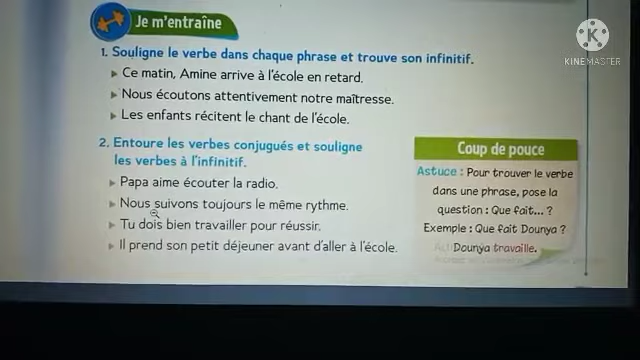 Je m'entraîne
KINEMASTER
1. Souligne le verbe dans chaque phrase et trouve son infinitif.
Ce matin, Amine arrive à l'école en retard.
Nous écoutons attentivement notre maîtresse.
Les enfants récitent le chant de l'école.
2. Entoure les verbes conjugués et souligne
les verbes à l'infinitif.
Papa aime écouter la radio.
Nous suivons toujours le même rythme.
Tu dois bien travailler pour réussir.
Il prend son petit déjeuner avant d'aller à l'école.
Coup de pouce
Astuce : Pour trouver le verbe
dans une phrase, pose la
question : Que fait... ?
Exemple : Que fait Dounya ?
Dounya travaille.